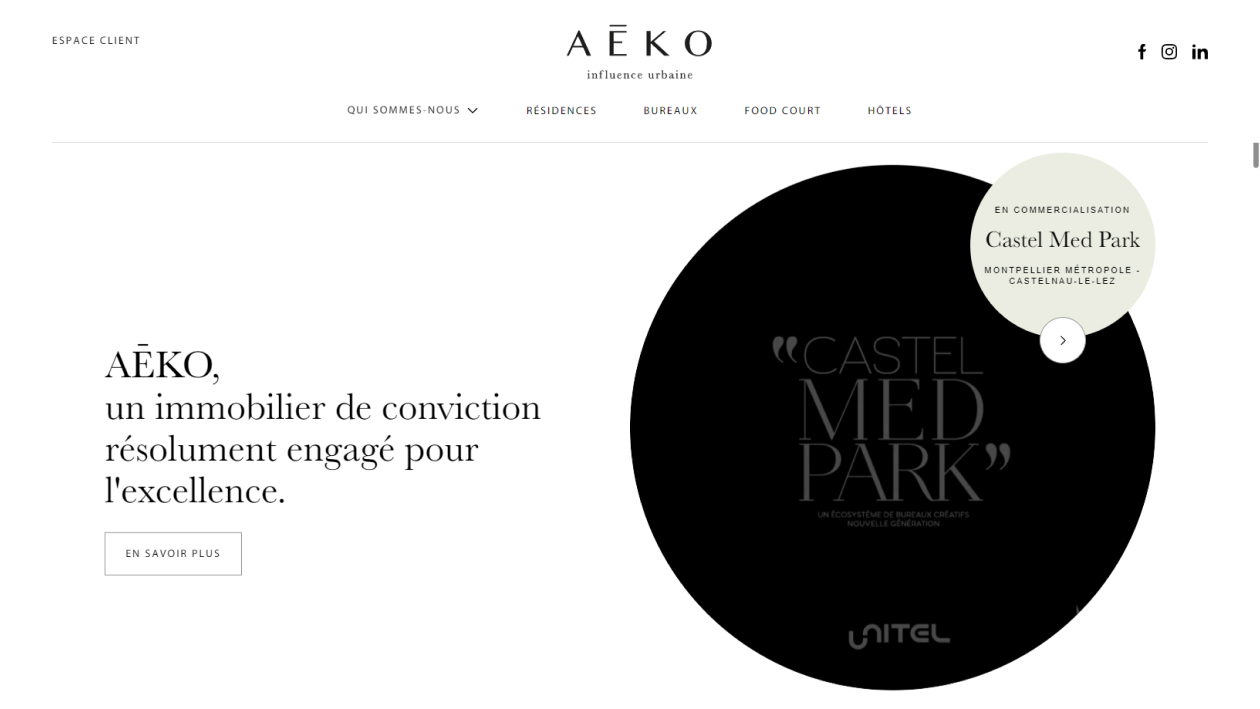 ESPACE CLIENT
AĒKO
influence urbaine
QUI SOMMES-NOUS
RÉSIDENCES
BUREAUX
FOOD COURT
HÔTELS
EN COMMERCIALISATION
Castel Med Park
MONTPELLIER MÉTROPOLE -
CASTELNAU-LE-LEZ
AĒKO,
un immobilier de conviction
résolument engagé pour
l'excellence.
EN SAVOIR PLUS
“CASTEL
MED
PARK”
UN ÉCOSYSTÈME DE BUREAUX CRÉATIFS
NOUVELLE GÉNÉRATION
UNITEL